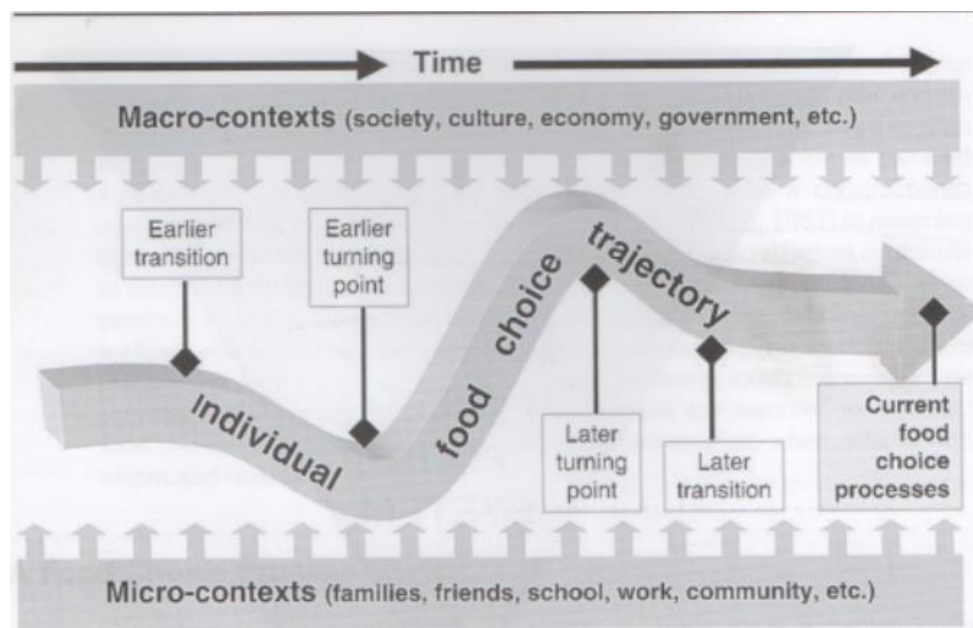 Time
Macro-contexts (society, culture, economy, government, etc.)
Earlier
transition
Earlier
turning
point
Individual food choice trajectory
Later
turning
point
Later
transition
Current
food
choice
processes
Micro-contexts (families, friends, school, work, community, etc.)